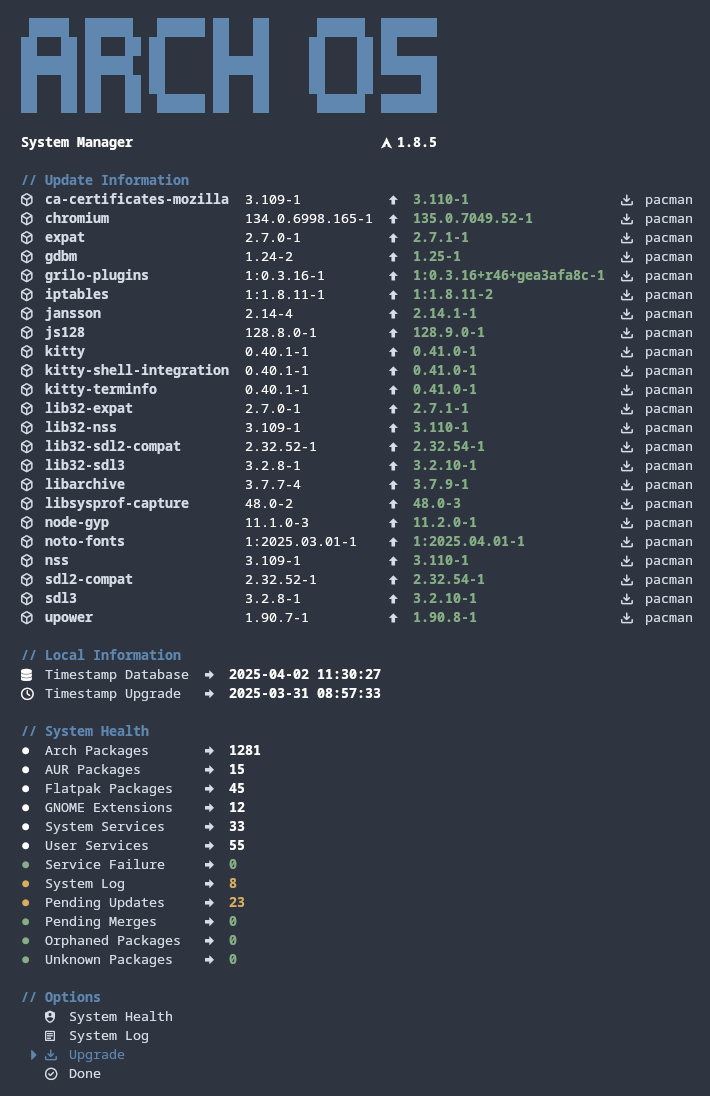 ARCH OS
System Manager 1.8.5
// Update Information
ca-certificates-mozilla 3.109-1 3.110-1 pacman
chromium 134.0.6998.165-1 135.0.7049.52-1 pacman
expat 2.7.0-1 2.7.1-1 pacman
gdbm 1.24-2 1.25-1 pacman
grilo-plugins 1:0.3.16-1 1:0.3.16+r46+gea3afa8c-1 pacman
iptables 1:1.8.11-1 1:1.8.11-2 pacman
jansson 2.14-4 2.14.1-1 pacman
js128 128.8.0-1 128.9.0-1 pacman
kitty 0.40.1-1 0.41.0-1 pacman
kitty-shell-integration 0.40.1-1 0.41.0-1 pacman
kitty-terminfo 0.40.1-1 0.41.0-1 pacman
lib32-expat 2.7.0-1 2.7.1-1 pacman
lib32-nss 3.109-1 3.110-1 pacman
lib32-sdl2-compat 2.32.52-1 2.32.54-1 pacman
lib32-sdl3 3.2.8-1 3.2.10-1 pacman
libarchive 3.7.7-4 3.7.9-1 pacman
libsysprof-capture 48.0-2 48.0-3 pacman
node-gyp 11.1.0-3 11.2.0-1 pacman
noto-fonts 1:2025.03.01-1 1:2025.04.01-1 pacman
nss 3.109-1 3.110-1 pacman
sdl2-compat 2.32.52-1 2.32.54-1 pacman
sdl3 3.2.8-1 3.2.10-1 pacman
upower 1.90.7-1 1.90.8-1 pacman
// Local Information
Timestamp Database 2025-04-02 11:30:27
Timestamp Upgrade 2025-03-31 08:57:33
// System Health
Arch Packages 1281
AUR Packages 15
Flatpak Packages 45
GNOME Extensions 12
System Services 33
User Services 55
Service Failure 0
System Log 8
Pending Updates 23
Pending Merges 0
Orphaned Packages 0
Unknown Packages 0
// Options
System Health
System Log
Upgrade
Done